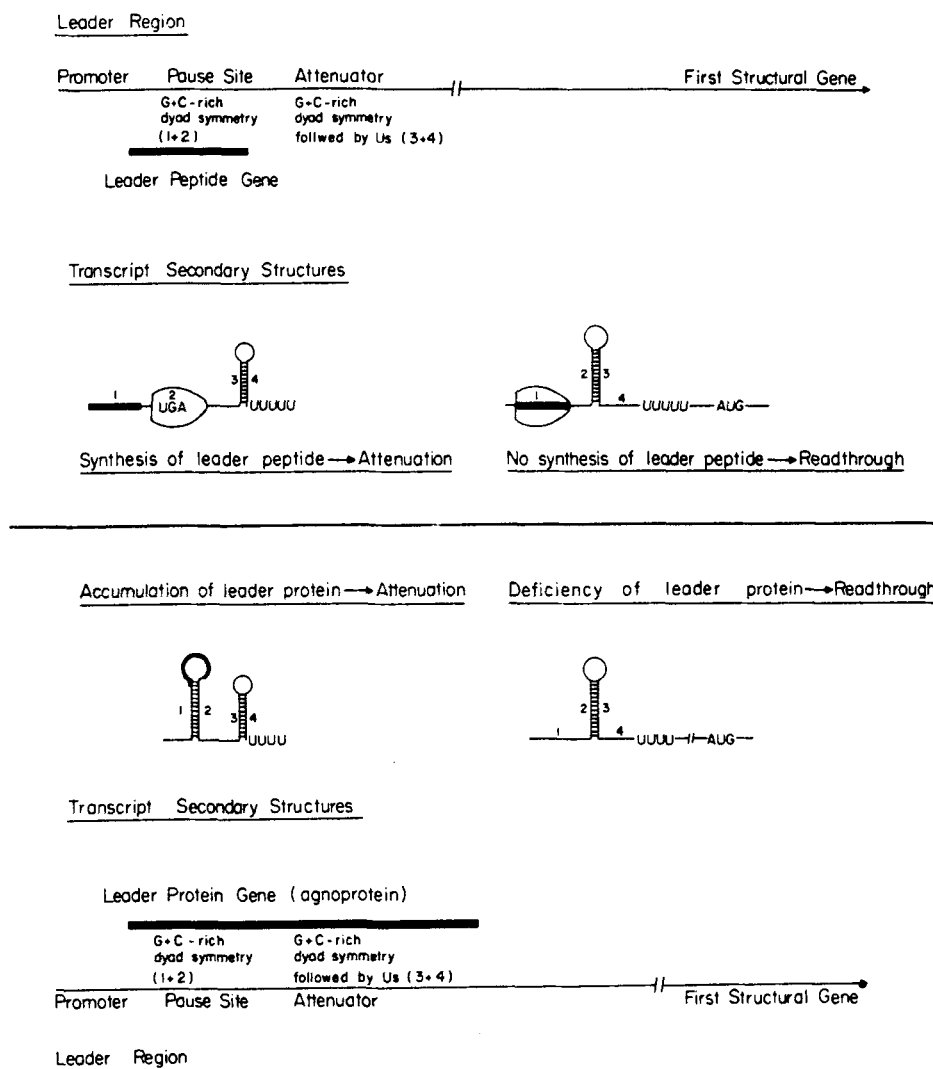 Leader Region
Promoter Pause Site Attenuator First Structural Gene
G+C-rich G+C-rich
dyad symmetry dyad symmetry
(1+2) follwed by Us (3+4)
Leader Peptide Gene
Transcript Secondary Structures
1 2 UGA 3 4 UUUUU
1 2 3 4 UUUUU AUG
Synthesis of leader peptide → Attenuation No synthesis of leader peptide → Readthrough
Accumulation of leader protein → Attenuation Deficiency of leader protein → Readthrough
1 2 3 4 UUUU
1 2 3 4 UUUU AUG
Transcript Secondary Structures
Leader Protein Gene (agnoprotein)
G+C-rich G+C-rich
dyad symmetry dyad symmetry
(1+2) followed by Us (3+4)
Promoter Pause Site Attenuator First Structural Gene
Leader Region